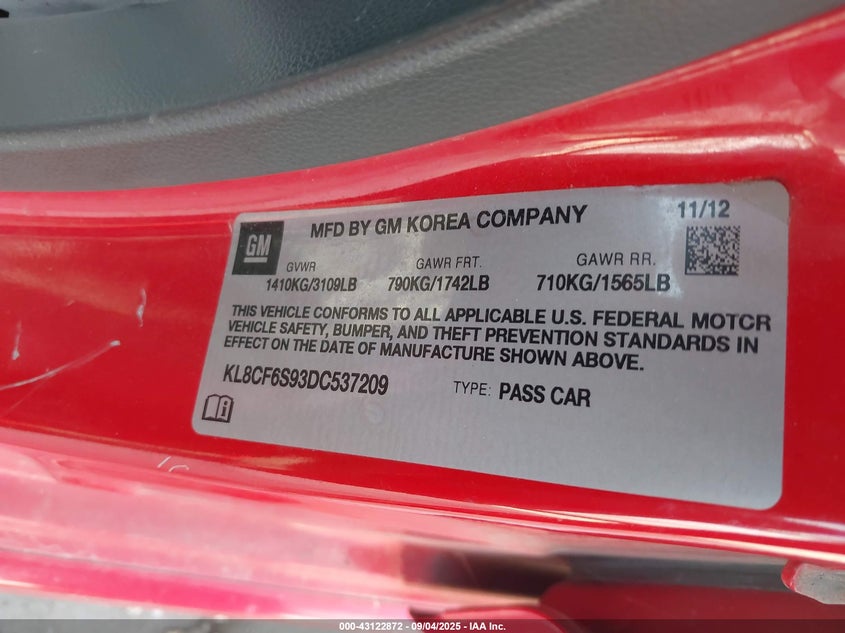 GM
MFD BY GM KOREA COMPANY
11/12
GVWR GAWR FRT. GAWR RR.
1410KG/3109LB 790KG/1742LB 710KG/1565LB
THIS VEHICLE CONFORMS TO ALL APPLICABLE U.S. FEDERAL MOTOR
VEHICLE SAFETY, BUMPER, AND THEFT PREVENTION STANDARDS IN
EFFECT ON THE DATE OF MANUFACTURE SHOWN ABOVE.
KL8CF6S93DC537209 TYPE: PASS CAR
000-43122872 | 09/04/2025 - IAA Inc.